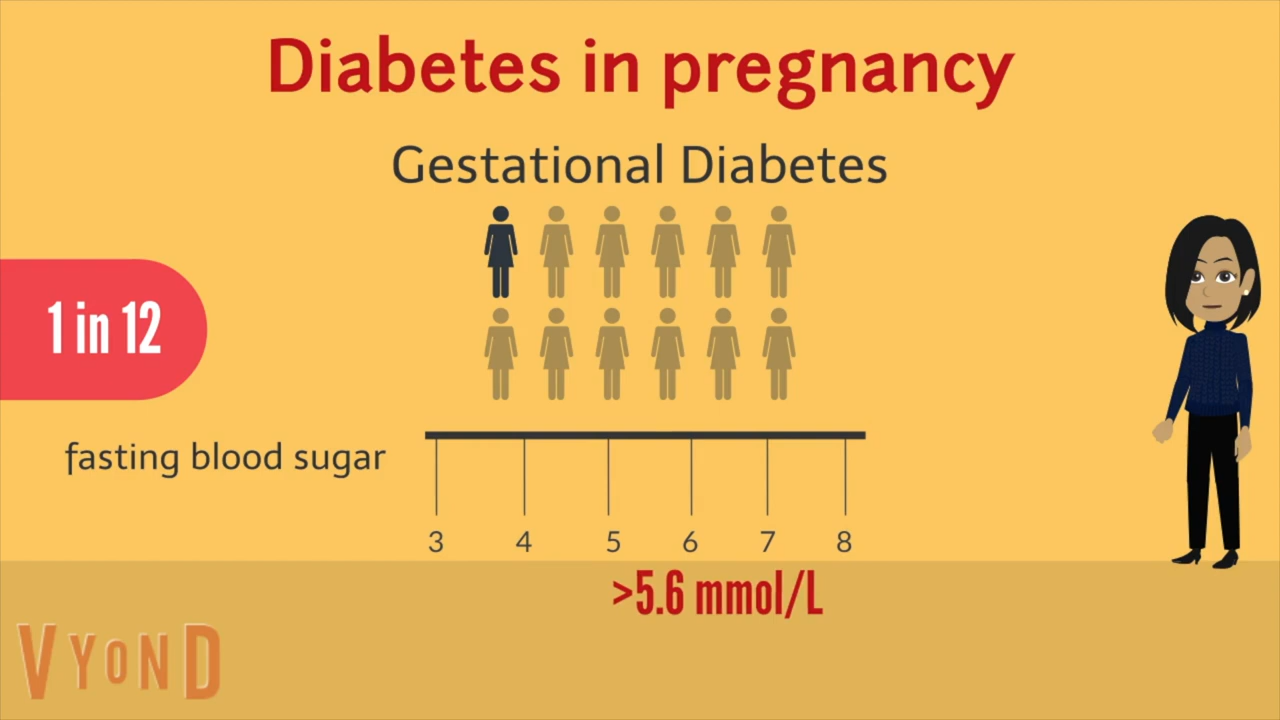 Diabetes in pregnancy
Gestational Diabetes
1 in 12
fasting blood sugar
3 4 5 6 7 8
>5.6 mmol/L
VYOND